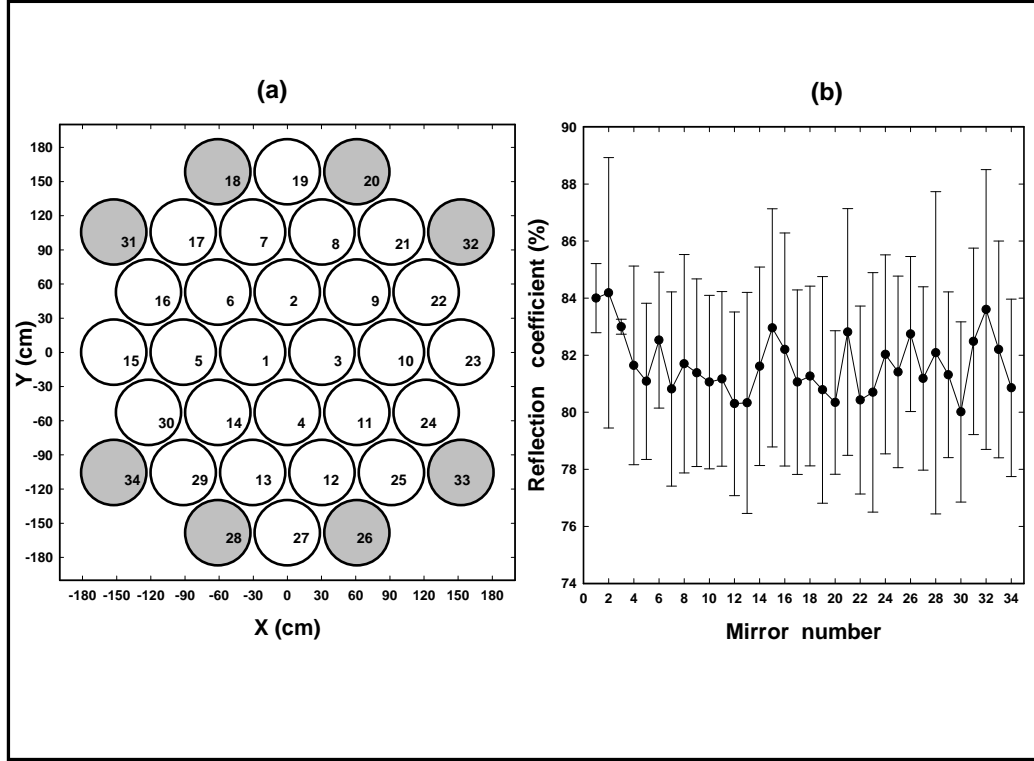 (a)
(b)
180
150
120
90
60
30
0
-30
-60
-90
-120
-150
-180
Y (cm)
18 19 20
31 17 7 8 21 32
16 6 2 9 22
15 5 1 3 10 23
30 14 4 11 24
34 29 13 12 25 33
28 27 26
-180 -150 -120 -90 -60 -30 0 30 60 90 120 150 180
X (cm)
90
88
86
84
82
80
78
76
74
Reflection coefficient (%)
0 2 4 6 8 10 12 14 16 18 20 22 24 26 28 30 32 34
Mirror number